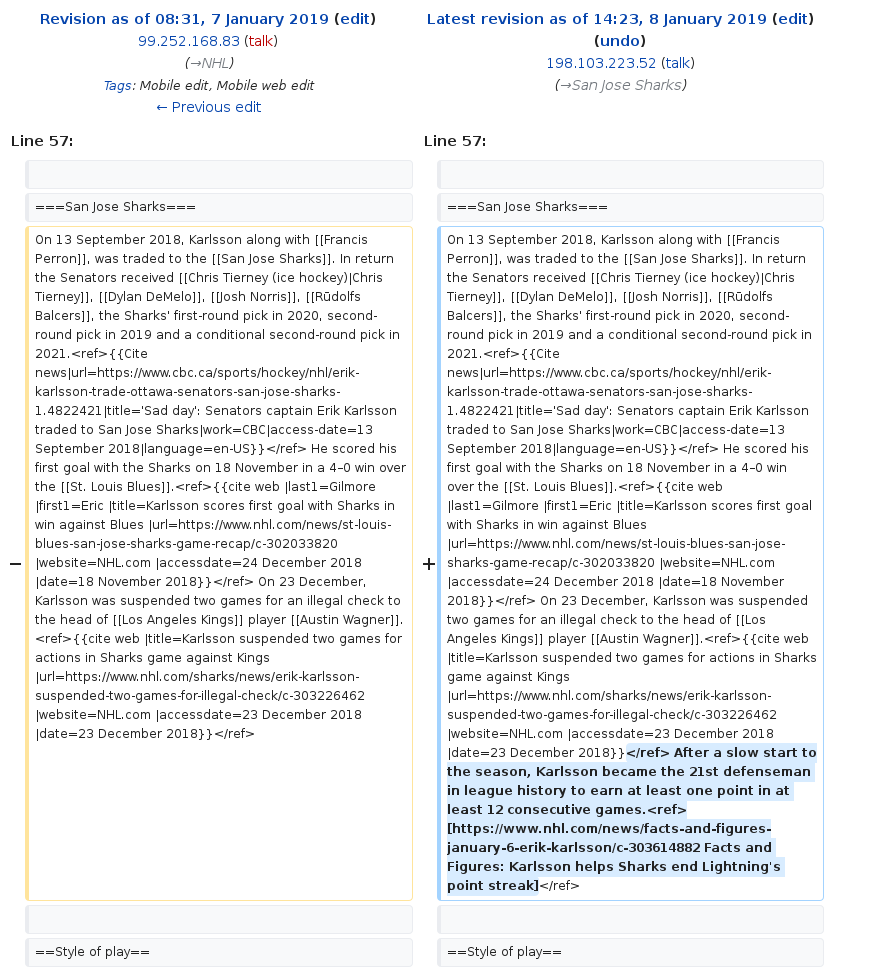 Revision as of 08:31, 7 January 2019 (edit)
99.252.168.83 (talk)
(→NHL)
Tags: Mobile edit, Mobile web edit
← Previous edit
Latest revision as of 14:23, 8 January 2019 (edit)
(undo)
198.103.223.52 (talk)
(→San Jose Sharks)
Line 57:
Line 57:
===San Jose Sharks===
===San Jose Sharks===
−
On 13 September 2018, Karlsson along with [[Francis
Perron]], was traded to the [[San Jose Sharks]]. In return
the Senators received [[Chris Tierney (ice hockey)|Chris
Tierney]], [[Dylan DeMelo]], [[Josh Norris]], [[Rūdolfs
Balcers]], the Sharks' first-round pick in 2020, second-
round pick in 2019 and a conditional second-round pick in
2021.<ref>{{Cite
news|url=https://www.cbc.ca/sports/hockey/nhl/erik-
karlsson-trade-ottawa-senators-san-jose-sharks-
1.4822421|title='Sad day': Senators captain Erik Karlsson
traded to San Jose Sharks|work=CBC|access-date=13
September 2018|language=en-US}}</ref> He scored his
first goal with the Sharks on 18 November in a 4–0 win over
the [[St. Louis Blues]].<ref>{{cite web |last1=Gilmore
|first1=Eric |title=Karlsson scores first goal with Sharks in
win against Blues |url=https://www.nhl.com/news/st-louis-
blues-san-jose-sharks-game-recap/c-302033820
|website=NHL.com |accessdate=24 December 2018
|date=18 November 2018}}</ref> On 23 December,
Karlsson was suspended two games for an illegal check to
the head of [[Los Angeles Kings]] player [[Austin Wagner]].
<ref>{{cite web |title=Karlsson suspended two games for
actions in Sharks game against Kings
|url=https://www.nhl.com/sharks/news/erik-karlsson-
suspended-two-games-for-illegal-check/c-303226462
|website=NHL.com |accessdate=23 December 2018
|date=23 December 2018}}</ref>
+
On 13 September 2018, Karlsson along with [[Francis
Perron]], was traded to the [[San Jose Sharks]]. In return
the Senators received [[Chris Tierney (ice hockey)|Chris
Tierney]], [[Dylan DeMelo]], [[Josh Norris]], [[Rūdolfs
Balcers]], the Sharks' first-round pick in 2020, second-
round pick in 2019 and a conditional second-round pick in
2021.<ref>{{Cite
news|url=https://www.cbc.ca/sports/hockey/nhl/erik-
karlsson-trade-ottawa-senators-san-jose-sharks-
1.4822421|title='Sad day': Senators captain Erik Karlsson
traded to San Jose Sharks|work=CBC|access-date=13
September 2018|language=en-US}}</ref> He scored his
first goal with the Sharks on 18 November in a 4–0 win
over the [[St. Louis Blues]].<ref>{{cite web
|last1=Gilmore |first1=Eric |title=Karlsson scores first goal
with Sharks in win against Blues
|url=https://www.nhl.com/news/st-louis-blues-san-jose-
sharks-game-recap/c-302033820 |website=NHL.com
|accessdate=24 December 2018 |date=18 November
2018}}</ref> On 23 December, Karlsson was suspended
two games for an illegal check to the head of [[Los
Angeles Kings]] player [[Austin Wagner]].<ref>{{cite web
|title=Karlsson suspended two games for actions in Sharks
game against Kings
|url=https://www.nhl.com/sharks/news/erik-karlsson-
suspended-two-games-for-illegal-check/c-303226462
|website=NHL.com |accessdate=23 December 2018
|date=23 December 2018}}</ref> After a slow start to
the season, Karlsson became the 21st defenseman
in league history to earn at least one point in at
least 12 consecutive games.<ref>
[https://www.nhl.com/news/facts-and-figures-
january-6-erik-karlsson/c-303614882 Facts and
Figures: Karlsson helps Sharks end Lightning's
point streak]</ref>
==Style of play==
==Style of play==